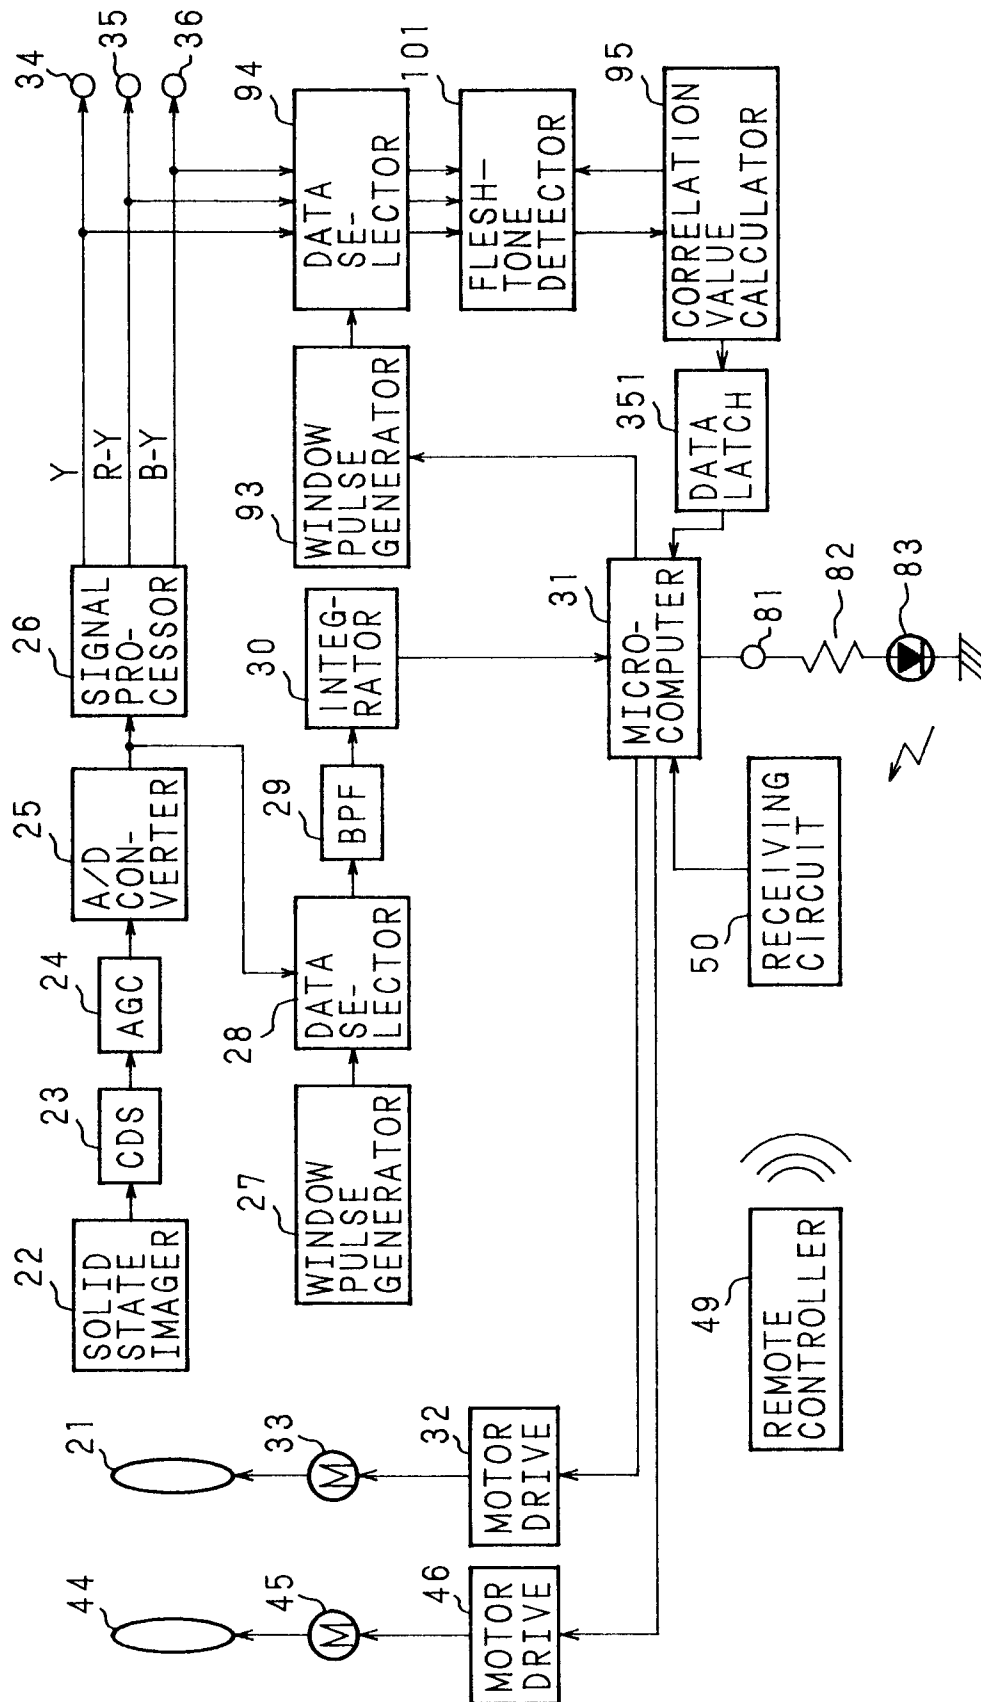 44
21
22
SOLID
STATE
IMAGER
23
CDS
24
AGC
25
A/D
CON-
VERTER
26
SIGNAL
PRO-
CESSOR
Y
R-Y
B-Y
34
35
36
45
M
33
M
27
WINDOW
PULSE
GENERATOR
28
DATA
SE-
LECTOR
29
BPF
30
INTEG-
RATOR
93
WINDOW
PULSE
GENERATOR
94
DATA
SE-
LECTOR
46
MOTOR
DRIVE
32
MOTOR
DRIVE
101
FLESH-
TONE
DETECTOR
31
MICRO-
COMPUTER
351
DATA
LATCH
95
CORRELATION
VALUE
CALCULATOR
49
REMOTE
CONTROLLER
50
RECEIVING
CIRCUIT
81
82
83